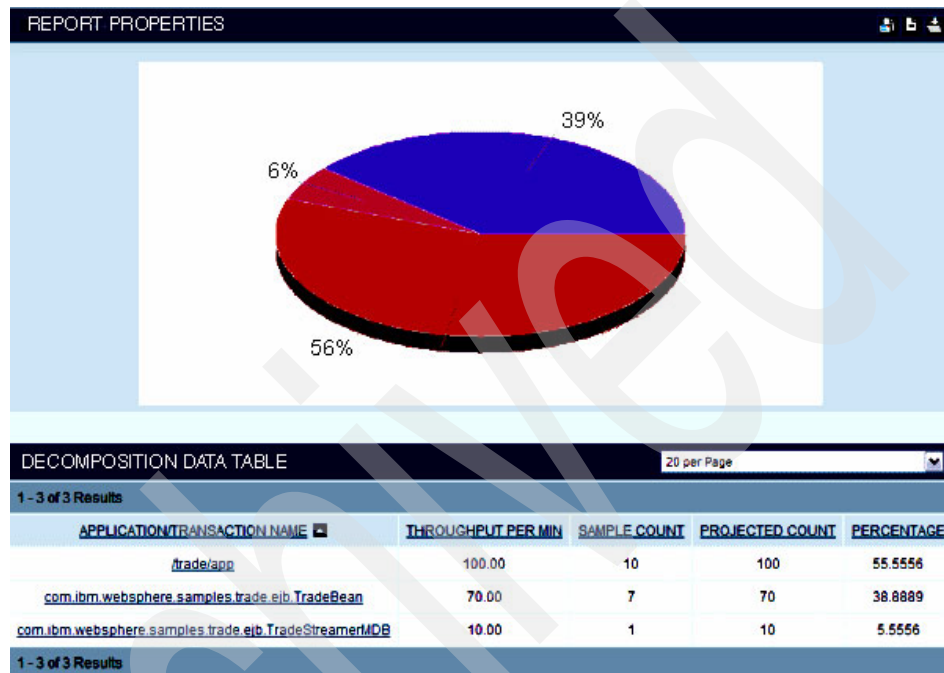 REPORT PROPERTIES
39%
6%
56%
DECOMPOSITION DATA TABLE 20 per Page
1 - 3 of 3 Results
APPLICATION/TRANSACTION NAME THROUGHPUT PER MIN SAMPLE COUNT PROJECTED COUNT PERCENTAGE
/trade/app 100.00 10 100 55.5556
com.ibm.websphere.samples.trade.ejb.TradeBean 70.00 7 70 38.8889
com.ibm.websphere.samples.trade.ejb.TradeStreamerMDB 10.00 1 10 5.5556
1 - 3 of 3 Results